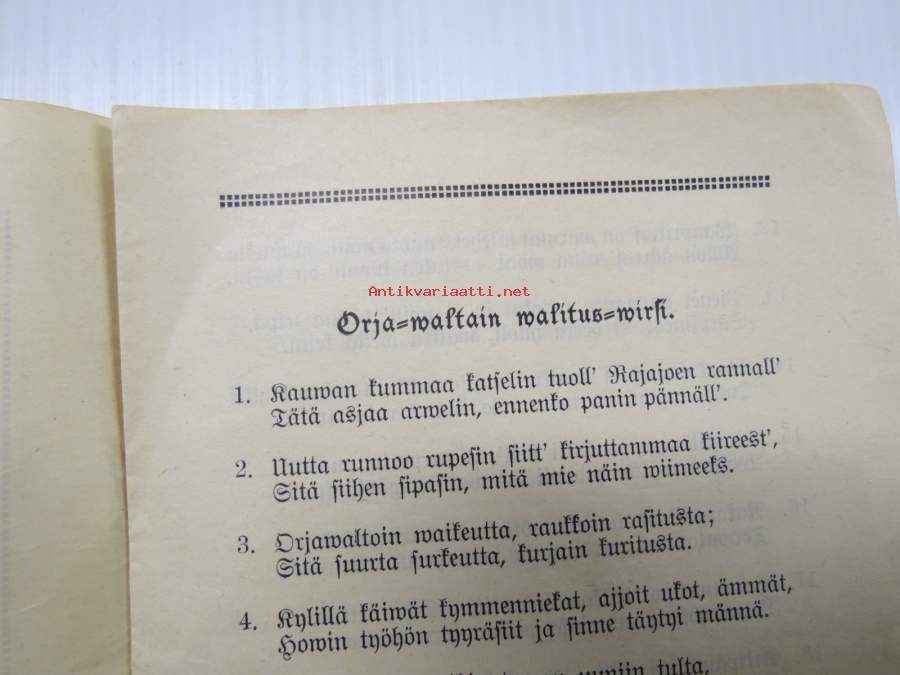 Antikvariaatti.net
Orja=waltain walitus=wirsi.
1. Kauwan kummaa katselin tuoll' Rajajoen rannall'
Tätä asjaa arwelin, ennenko panin pännäll'.
2. Uutta runnoo rupesin siitt' kirjuttammaa kiireest',
Sitä siihen sipasin, mitä mie näin wiimeeks.
3. Orjawaltoin waikeutta, raukkoin rasitusta;
Sitä suurta surkeutta, kurjain kuritusta.
4. Kylillä käiwät kymmenniekat, ajjoit ukot, ämmät,
Howin työhön tyyräsiit ja sinne täytyi männä.
uuniin tulta,